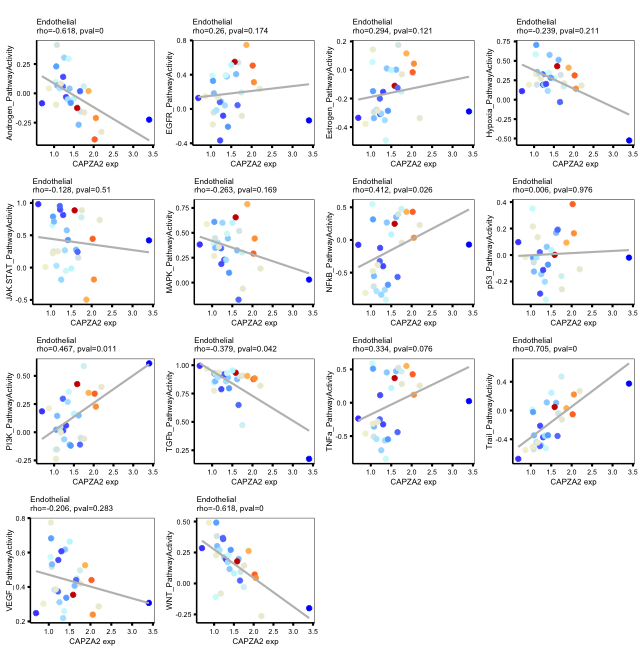 Endothelial
rho=-0.618, pval=0
Androgen_PathwayActivity
0.25
0.00
-0.25
1.0 1.5 2.0 2.5 3.0 3.5
CAPZA2 exp
Endothelial
rho=0.26, pval=0.174
EGFR_PathwayActivity
0.8
0.4
0.0
-0.4
1.0 1.5 2.0 2.5 3.0 3.5
CAPZA2 exp
Endothelial
rho=0.294, pval=0.121
Estrogen_PathwayActivity
0.2
0.0
-0.2
-0.4
1.0 1.5 2.0 2.5 3.0 3.5
CAPZA2 exp
Endothelial
rho=-0.239, pval=0.211
Hypoxia_PathwayActivity
0.75
0.50
0.25
0.00
-0.25
-0.50
1.0 1.5 2.0 2.5 3.0 3.5
CAPZA2 exp
Endothelial
rho=-0.128, pval=0.51
JAK-STAT_PathwayActivity
1.0
0.5
0.0
-0.5
1.0 1.5 2.0 2.5 3.0 3.5
CAPZA2 exp
Endothelial
rho=-0.263, pval=0.169
MAPK_PathwayActivity
0.75
0.50
0.25
0.00
1.0 1.5 2.0 2.5 3.0 3.5
CAPZA2 exp
Endothelial
rho=0.412, pval=0.026
NFkB_PathwayActivity
0.5
0.0
-0.5
1.0 1.5 2.0 2.5 3.0 3.5
CAPZA2 exp
Endothelial
rho=0.006, pval=0.976
p53_PathwayActivity
0.4
0.2
0.0
-0.2
1.0 1.5 2.0 2.5 3.0 3.5
CAPZA2 exp
Endothelial
rho=0.467, pval=0.011
PI3K_PathwayActivity
0.50
0.25
0.00
-0.25
1.0 1.5 2.0 2.5 3.0 3.5
CAPZA2 exp
Endothelial
rho=-0.379, pval=0.042
TGFb_PathwayActivity
1.00
0.75
0.50
0.25
1.0 1.5 2.0 2.5 3.0 3.5
CAPZA2 exp
Endothelial
rho=0.334, pval=0.076
TNFa_PathwayActivity
0.5
0.0
-0.5
1.0 1.5 2.0 2.5 3.0 3.5
CAPZA2 exp
Endothelial
rho=0.705, pval=0
Trail_PathwayActivity
0.4
0.0
-0.4
1.0 1.5 2.0 2.5 3.0 3.5
CAPZA2 exp
Endothelial
rho=-0.206, pval=0.283
VEGF_PathwayActivity
0.8
0.6
0.4
0.2
1.0 1.5 2.0 2.5 3.0 3.5
CAPZA2 exp
Endothelial
rho=-0.618, pval=0
WNT_PathwayActivity
0.50
0.25
0.00
-0.25
1.0 1.5 2.0 2.5 3.0 3.5
CAPZA2 exp